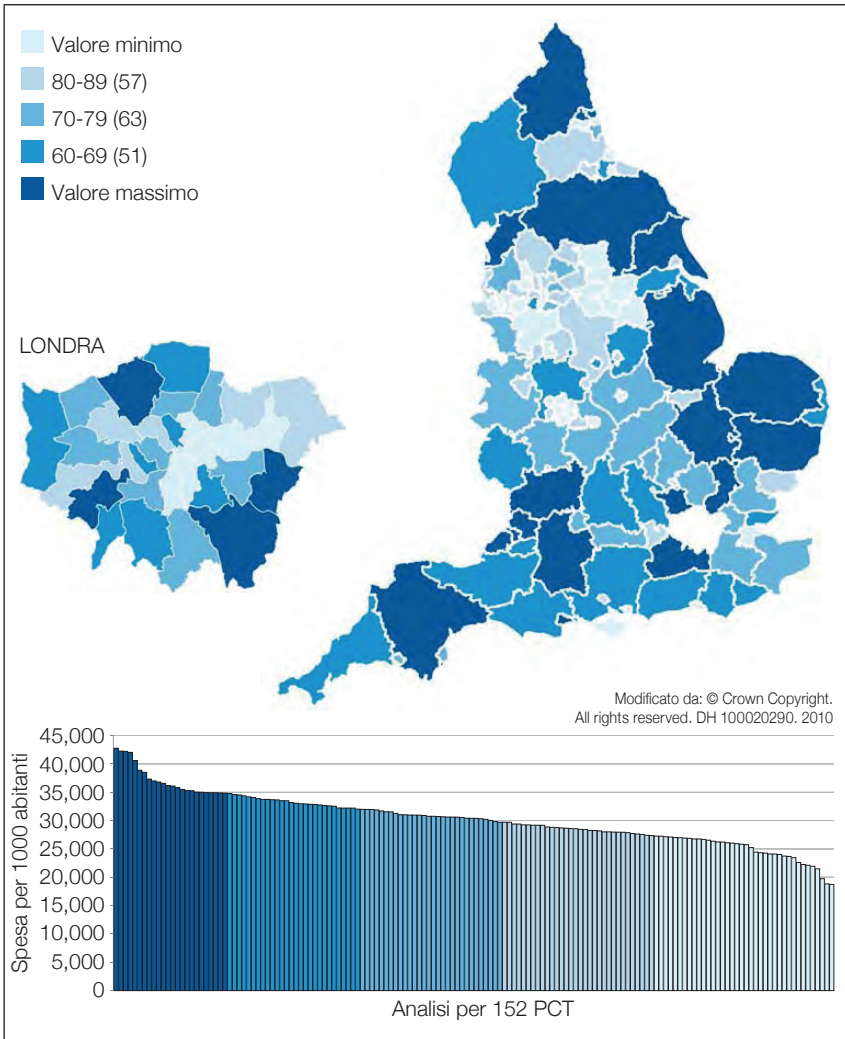 Valore minimo
80-89 (57)
70-79 (63)
60-69 (51)
Valore massimo
LONDRA
Modificato da: © Crown Copyright.
All rights reserved. DH 100020290. 2010
Spesa per 1000 abitanti
45,000
40,000
35,000
30,000
25,000
20,000
15,000
10,000
5,000
0
Analisi per 152 PCT